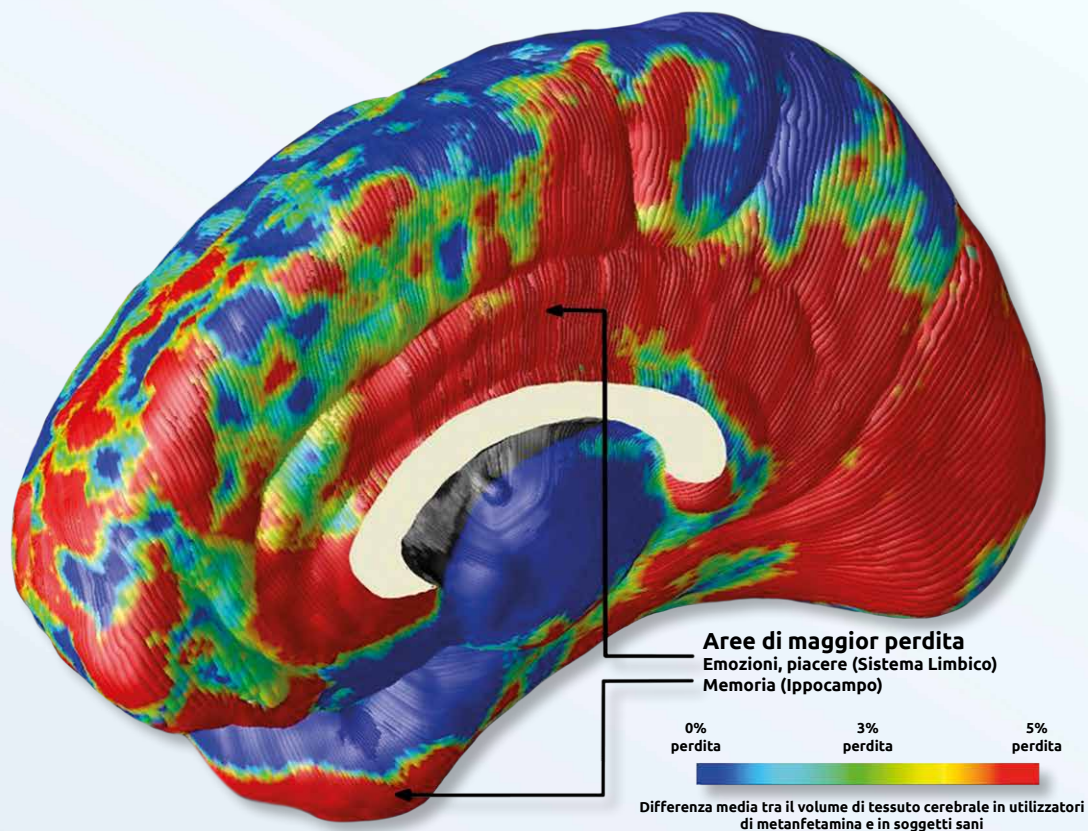 Aree di maggior perdita
Emozioni, piacere (Sistema Limbico)
Memoria (Ippocampo)
0% 3% 5%
perdita perdita perdita
Differenza media tra il volume di tessuto cerebrale in utilizzatori
di metanfetamina e in soggetti sani